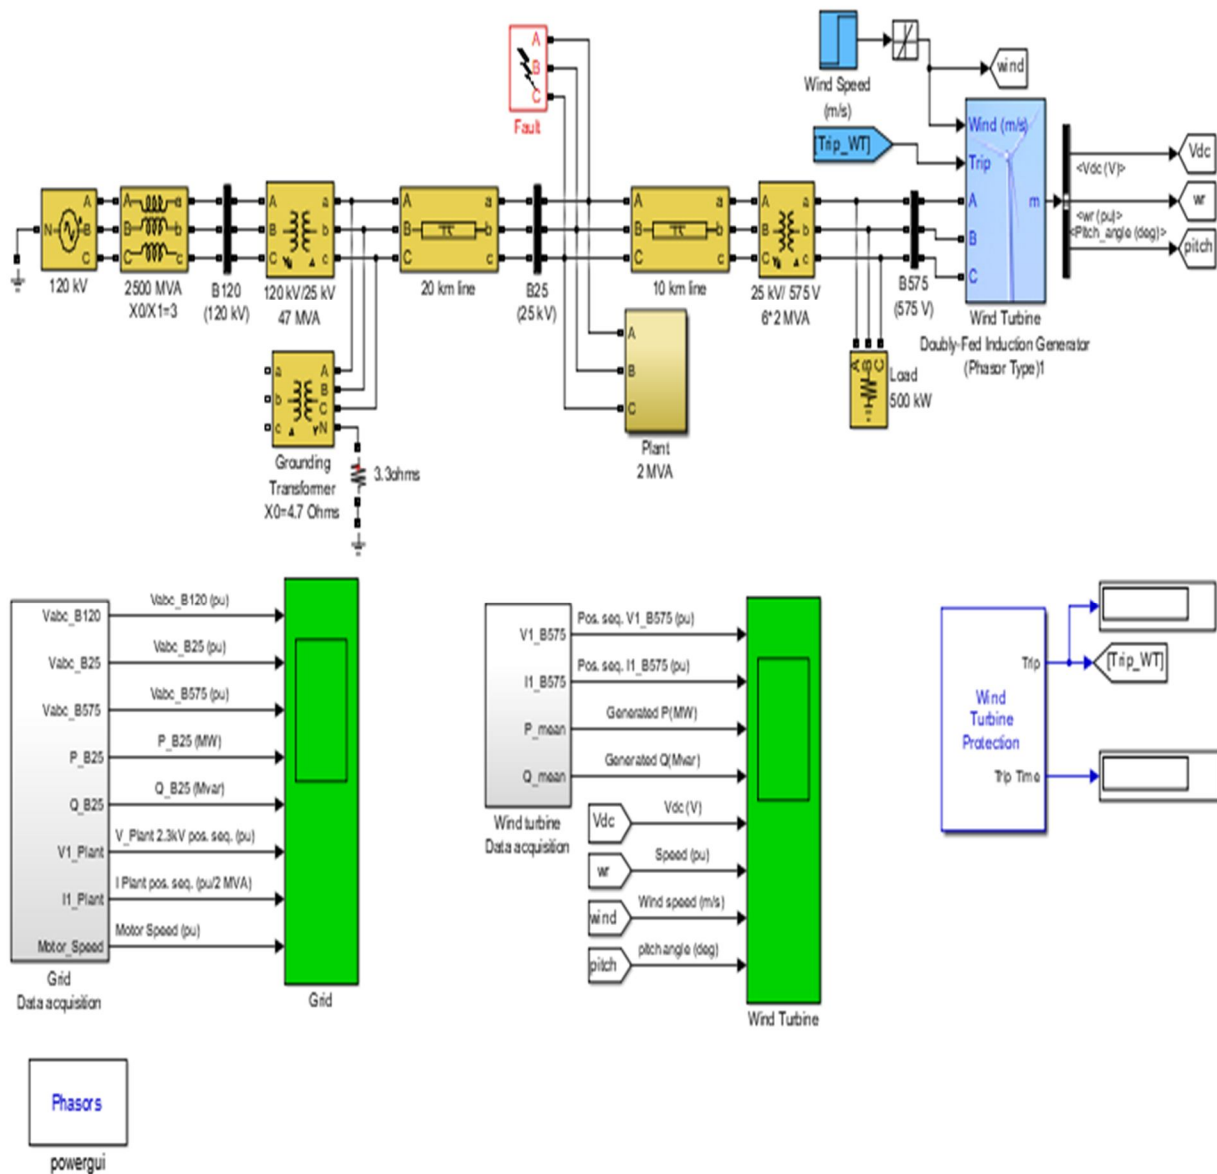 A
B
C
Fault
Wind Speed
(m/s)
wind
[Trip_WT]
Wind (m/s)
Trip
A
B
C
m
<Vdc (V)>
<wr (pu)>
<Pitch_angle (deg)>
Vdc
wr
pitch
Wind Turbine
Doubly-Fed Induction Generator
(Phasor Type)1
N
A
B
C
120 kV
A
B
C
a
b
c
2500 MVA
X0/X1=3
B120
(120 kV)
A
B
C
a
b
c
120 kV/25 kV
47 MVA
A
B
C
a
b
c
20 km line
B25
(25 kV)
A
B
C
a
b
c
10 km line
A
B
C
a
b
c
25 kV/ 575 V
6*2 MVA
B575
(575 V)
a
b
c
A
B
C
N
Grounding
Transformer
X0=4.7 Ohms
3.3ohms
A
B
C
Plant
2 MVA
A
B
C
Load
500 kW
Vabc_B120
Vabc_B25
Vabc_B575
P_B25
Q_B25
V1_Plant
I1_Plant
Motor_Speed
Grid
Data acquisition
Vabc_B120 (pu)
Vabc_B25 (pu)
Vabc_B575 (pu)
P_B25 (MW)
Q_B25 (Mvar)
V_Plant 2.3kV pos. seq. (pu)
I Plant pos. seq. (pu/2 MVA)
Motor Speed (pu)
Grid
V1_B575
I1_B575
P_mean
Q_mean
Wind turbine
Data acquisition
Pos. seq. V1_B575 (pu)
Pos. seq. I1_B575 (pu)
Generated P(MW)
Generated Q(Mvar)
Vdc
Vdc (V)
wr
Speed (pu)
wind
Wind speed (m/s)
pitch
pitch angle (deg)
Wind Turbine
Trip
Wind
Turbine
Protection
Trip Time
[Trip_WT]
Phasors
powergui